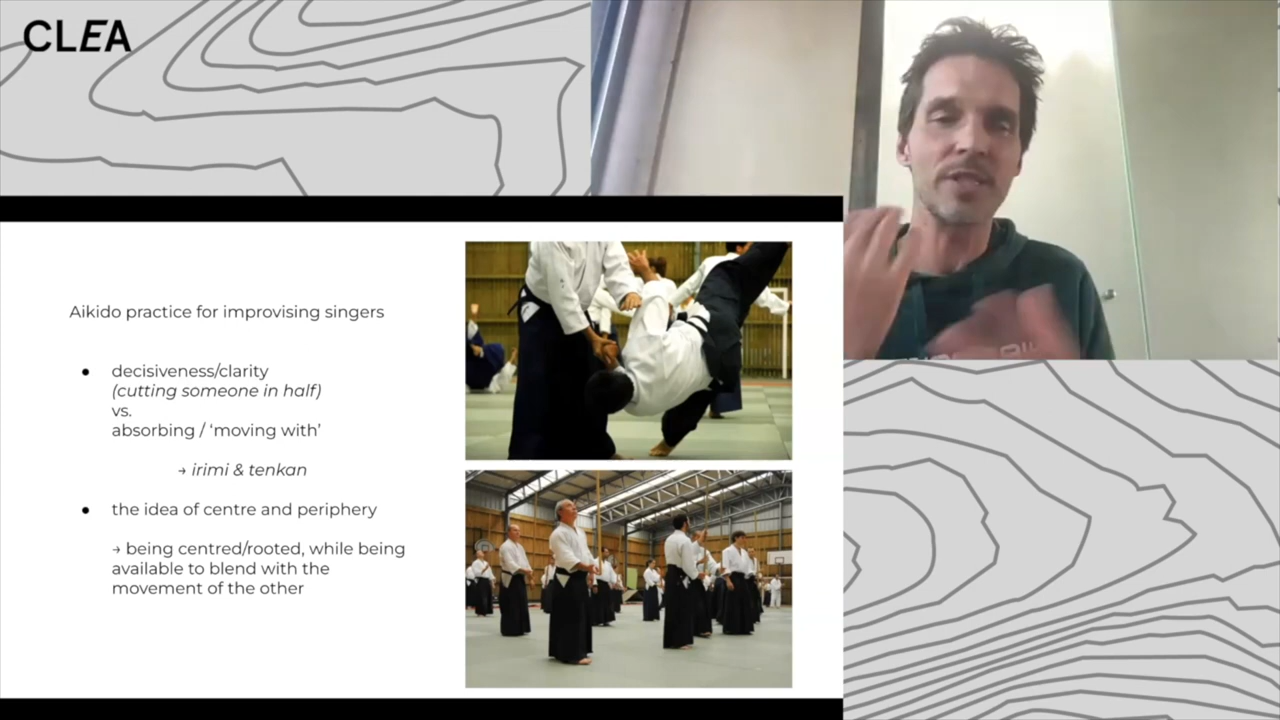 CLEA
Aikido practice for improvising singers
● decisiveness/clarity
(cutting someone in half)
vs.
absorbing / ‘moving with’
→ irimi & tenkan
● the idea of centre and periphery
→ being centred/rooted, while being
available to blend with the
movement of the other